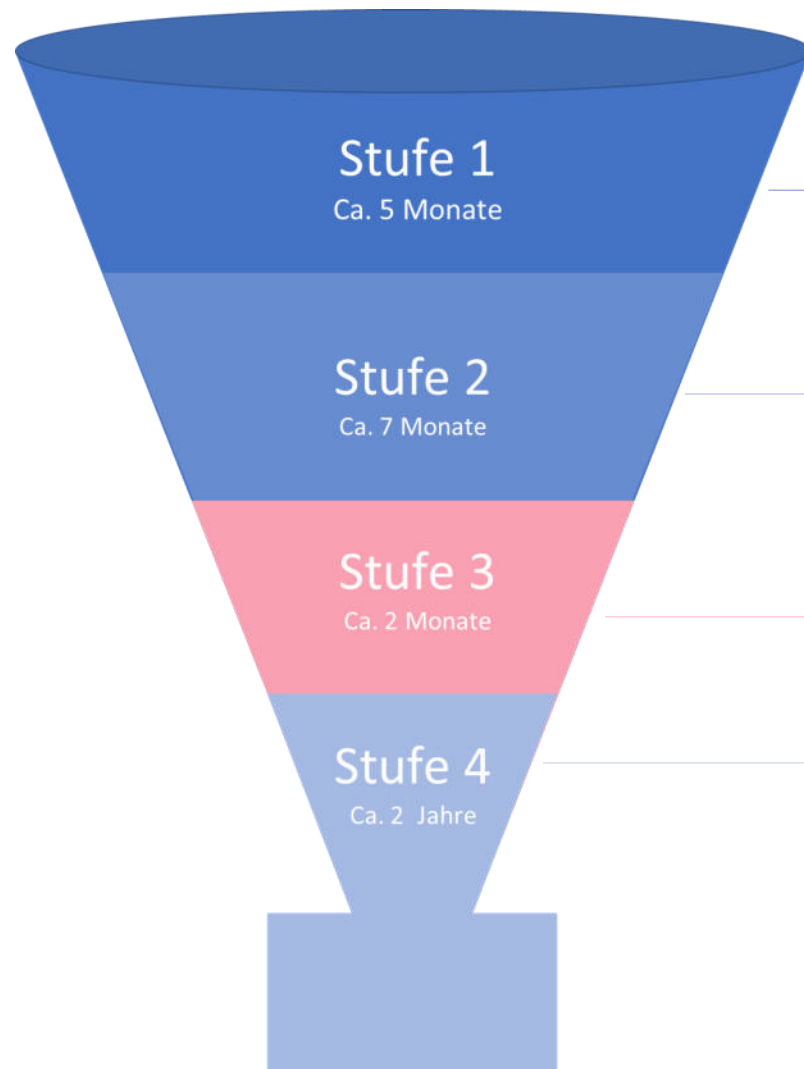 Stufe 1
Ca. 5 Monate
Stufe 2
Ca. 7 Monate
Stufe 3
Ca. 2 Monate
Stufe 4
Ca. 2  Jahre